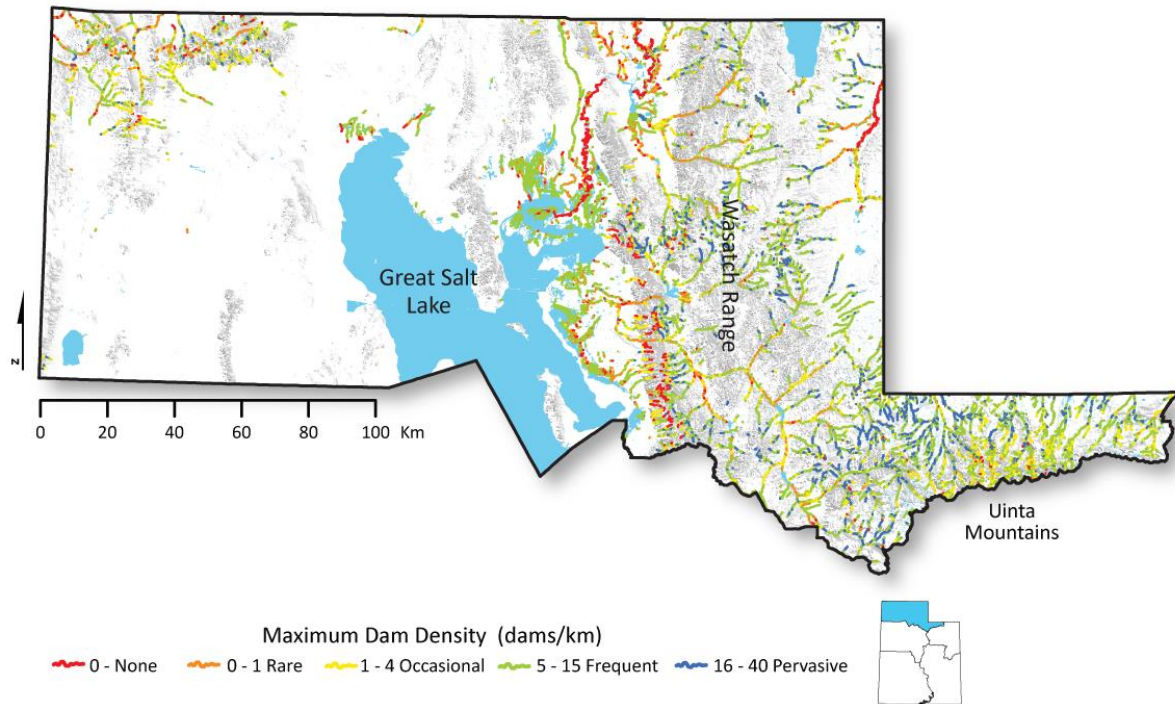 Great Salt
Lake
Wasatch Range
N
0 20 40 60 80 100 Km
Uinta
Mountains
Maximum Dam Density (dams/km)
0 - None 0 - 1 Rare 1 - 4 Occasional 5 - 15 Frequent 16 - 40 Pervasive